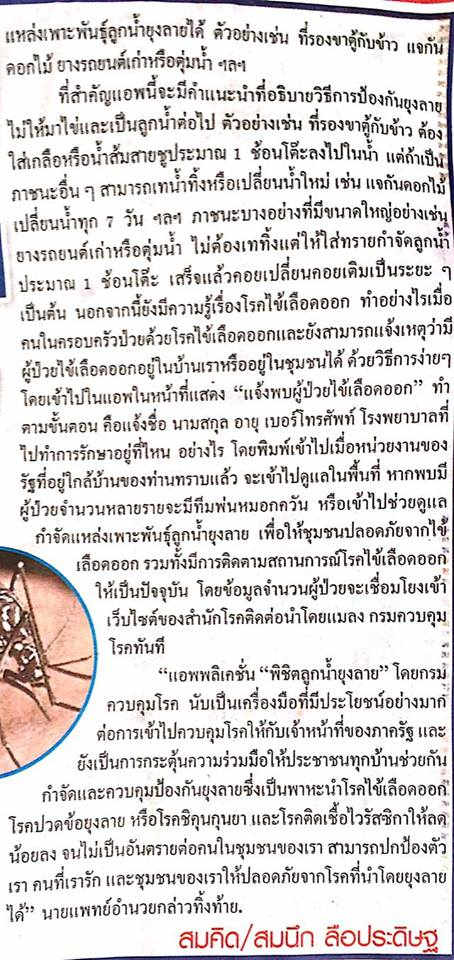 แหล่งเพาะพันธุ์ลูกน้ำยุงลายได้ ตัวอย่างเช่น ที่รองขาตู้กับข้าว แจกัน
ดอกไม้ ยางรถยนต์เก่าหรือตุ่มน้ำ ฯลฯ
ที่สำคัญแอพนี้จะมีคำแนะนำที่อธิบายวิธีการป้องกันยุงลาย
ไม่ให้มาไข่และเป็นลูกน้ำต่อไป ตัวอย่างเช่น ที่รองขาตู้กับข้าว ต้อง
ใส่เกลือหรือน้ำส้มสายชูประมาณ 1 ช้อนโต๊ะลงไปในน้ำ แต่ถ้าเป็น
ภาชนะอื่น ๆ สามารถเทน้ำทิ้งหรือเปลี่ยนน้ำใหม่ เช่น แจกันดอกไม้
เปลี่ยนน้ำทุก 7 วัน ฯลฯ ภาชนะบางอย่างที่มีขนาดใหญ่อย่างเช่น
ยางรถยนต์เก่าหรือตุ่มน้ำ ไม่ต้องเททิ้งแต่ให้ใส่ทรายกำจัดลูกน้ำ
ประมาณ 1 ช้อนโต๊ะ เสร็จแล้วคอยเปลี่ยนคอยเติมเป็นระยะ ๆ
เป็นต้น นอกจากนี้ยังมีความรู้เรื่องโรคไข้เลือดออก ทำอย่างไรเมื่อ
คนในครอบครัวป่วยด้วยโรคไข้เลือดออกและยังสามารถแจ้งเหตุว่ามี
ผู้ป่วยไข้เลือดออกอยู่ในบ้านเราหรืออยู่ในชุมชนได้ ด้วยวิธีการง่ายๆ
โดยเข้าไปในแอพในหน้าที่แสดง “แจ้งพบผู้ป่วยไข้เลือดออก” ทำ
ตามขั้นตอน คือแจ้งชื่อ นามสกุล อายุ เบอร์โทรศัพท์ โรงพยาบาลที่
ไปทำการรักษาอยู่ที่ไหน อย่างไร โดยพิมพ์เข้าไปเมื่อหน่วยงานของ
รัฐที่อยู่ใกล้บ้านของท่านทราบแล้ว จะเข้าไปดูแลในพื้นที่ หากพบมี
ผู้ป่วยจำนวนหลายรายจะมีทีมพ่นหมอกควัน หรือเข้าไปช่วยดูแล
กำจัดแหล่งเพาะพันธุ์ลูกน้ำยุงลาย เพื่อให้ชุมชนปลอดภัยจากไข้
เลือดออก รวมทั้งมีการติดตามสถานการณ์โรคไข้เลือดออก
ให้เป็นปัจจุบัน โดยข้อมูลจำนวนผู้ป่วยจะเชื่อมโยงเข้า
เว็บไซต์ของสำนักโรคติดต่อนำโดยแมลง กรมควบคุม
โรคทันที
“แอพพลิเคชั่น “พิชิตลูกน้ำยุงลาย” โดยกรม
ควบคุมโรค นับเป็นเครื่องมือที่มีประโยชน์อย่างมาก
ต่อการเข้าไปควบคุมโรคให้กับเจ้าหน้าที่ของภาครัฐ และ
ยังเป็นการกระตุ้นความร่วมมือให้ประชาชนทุกบ้านช่วยกัน
กำจัดและควบคุมป้องกันยุงลายซึ่งเป็นพาหะนำโรคไข้เลือดออก
โรคปวดข้อยุงลาย หรือโรคชิคุนกุนยา และโรคติดเชื้อไวรัสซิกาให้ลด
น้อยลง จนไม่เป็นอันตรายต่อคนในชุมชนของเรา สามารถปกป้องตัว
เรา คนที่เรารัก และชุมชนของเราให้ปลอดภัยจากโรคที่นำโดยยุงลาย
ได้” นายแพทย์อำนวยกล่าวทิ้งท้าย.
สมคิด/สมนึก ลือประดิษฐ